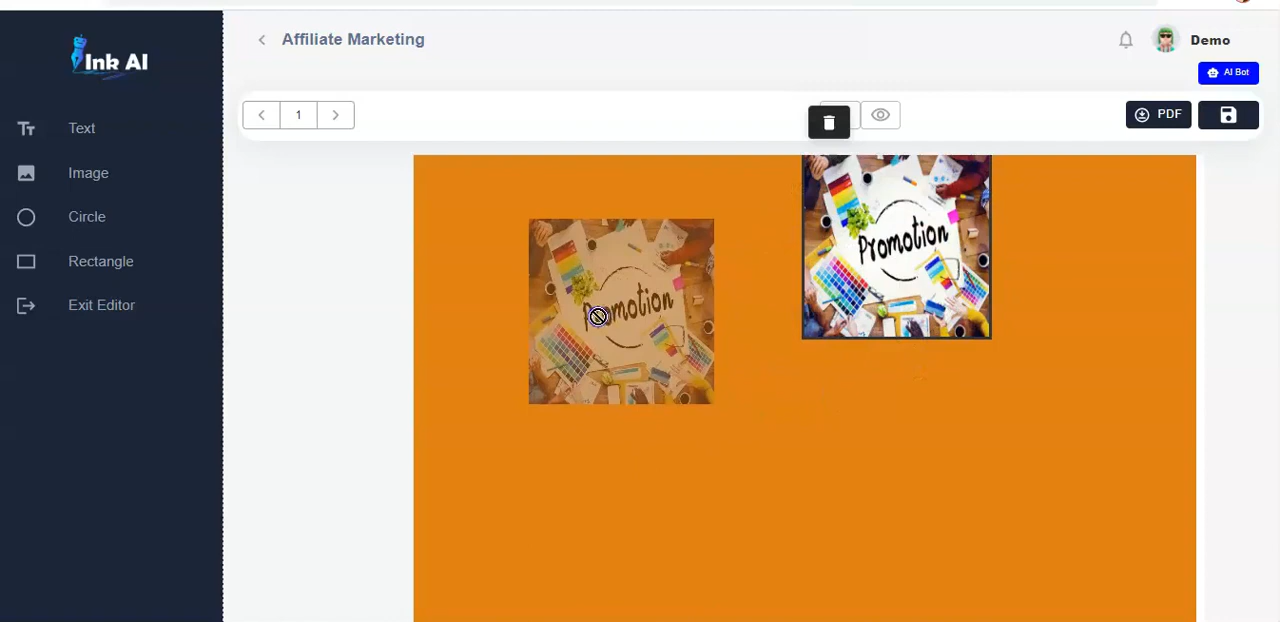 Ink AI
Affiliate Marketing
Demo
AI Bot
1
PDF
Text
Image
Circle
Rectangle
Exit Editor
Promotion
Promotion